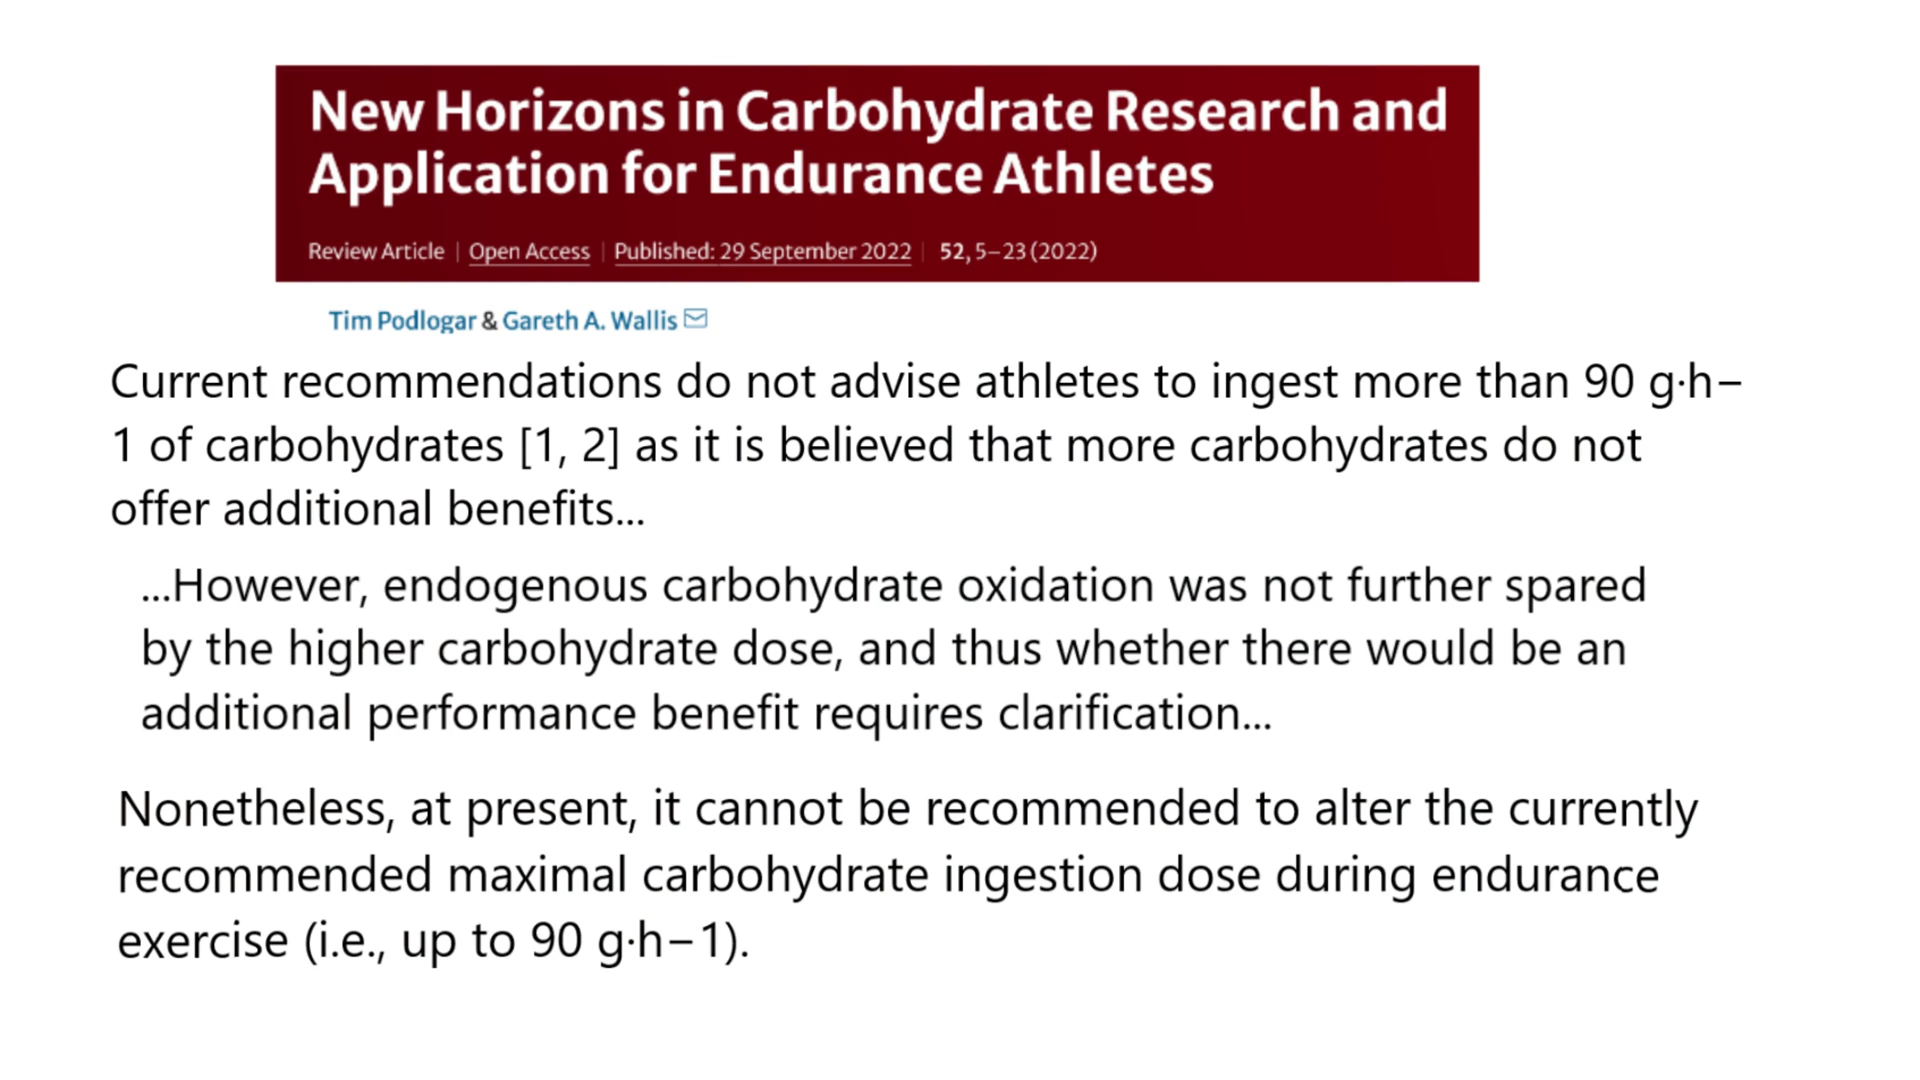 New Horizons in Carbohydrate Research and
Application for Endurance Athletes
Review Article | Open Access | Published: 29 September 2022 | 52, 5–23 (2022)
Tim Podlogar & Gareth A. Wallis
Current recommendations do not advise athletes to ingest more than 90 g·h−
1 of carbohydrates [1, 2] as it is believed that more carbohydrates do not
offer additional benefits...
...However, endogenous carbohydrate oxidation was not further spared
by the higher carbohydrate dose, and thus whether there would be an
additional performance benefit requires clarification...
Nonetheless, at present, it cannot be recommended to alter the currently
recommended maximal carbohydrate ingestion dose during endurance
exercise (i.e., up to 90 g·h−1).